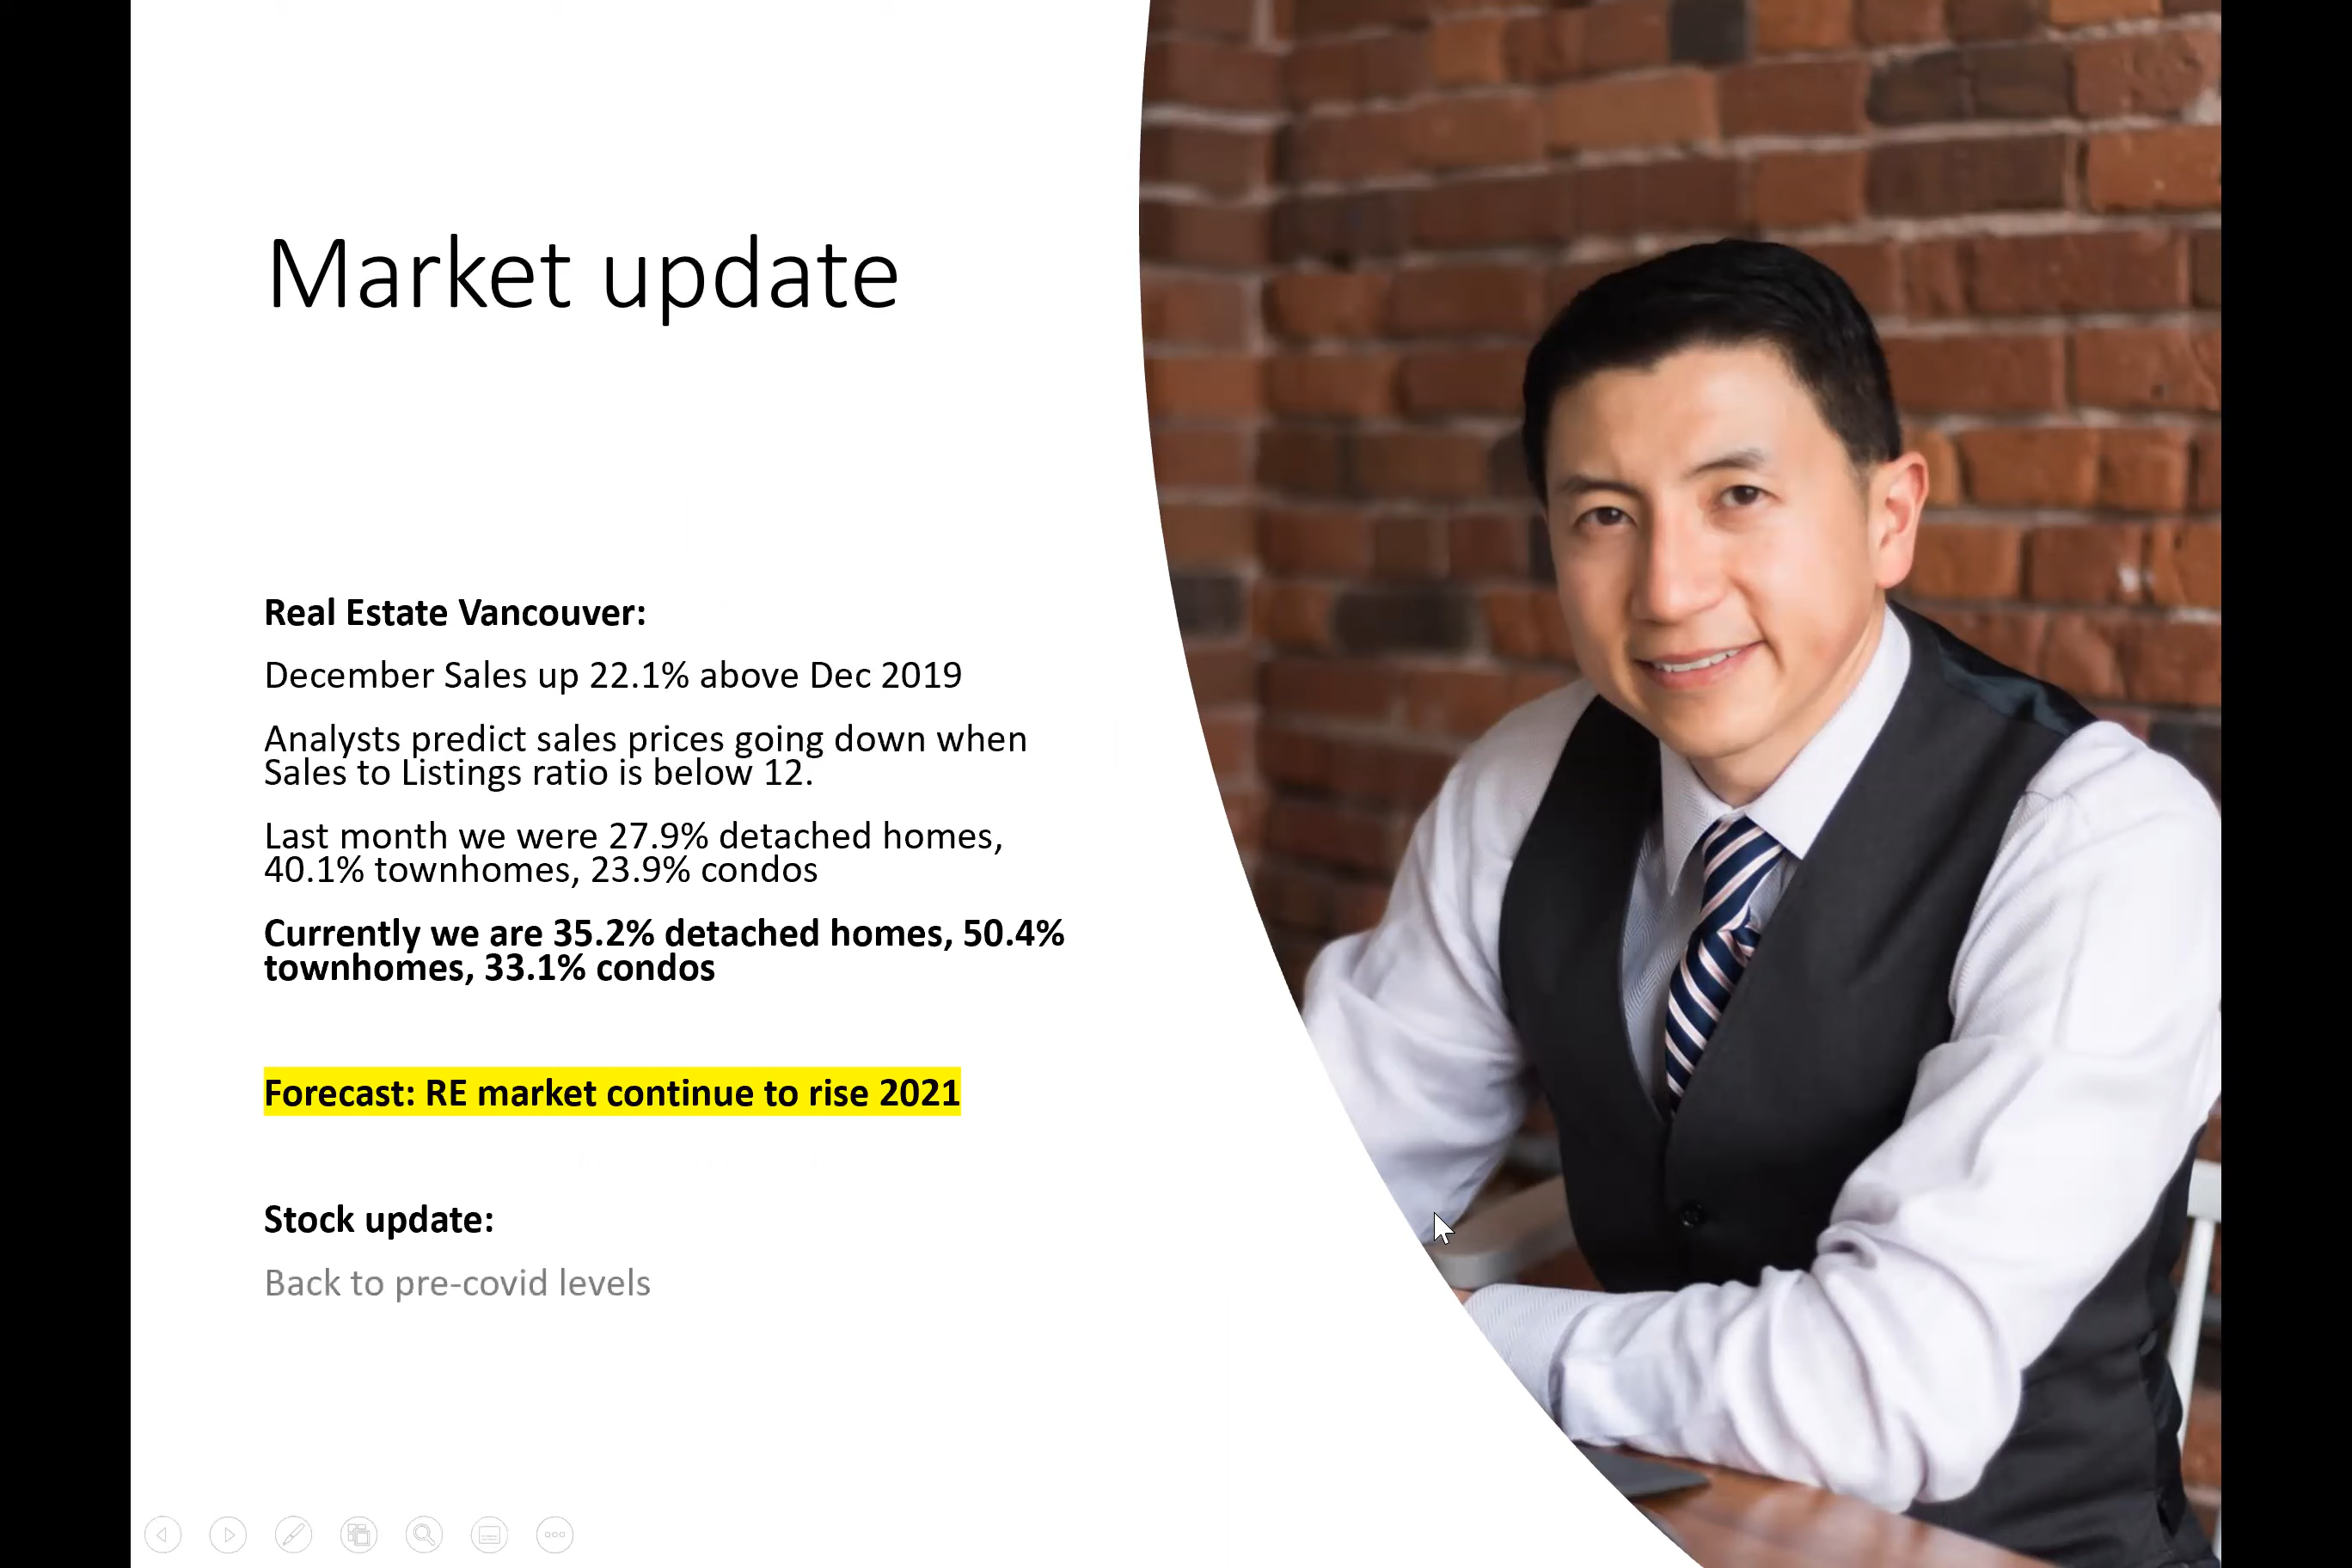 Market update
Real Estate Vancouver:
December Sales up 22.1% above Dec 2019
Analysts predict sales prices going down when
Sales to Listings ratio is below 12.
Last month we were 27.9% detached homes,
40.1% townhomes, 23.9% condos
Currently we are 35.2% detached homes, 50.4%
townhomes, 33.1% condos
Forecast: RE market continue to rise 2021
Stock update:
Back to pre-covid levels